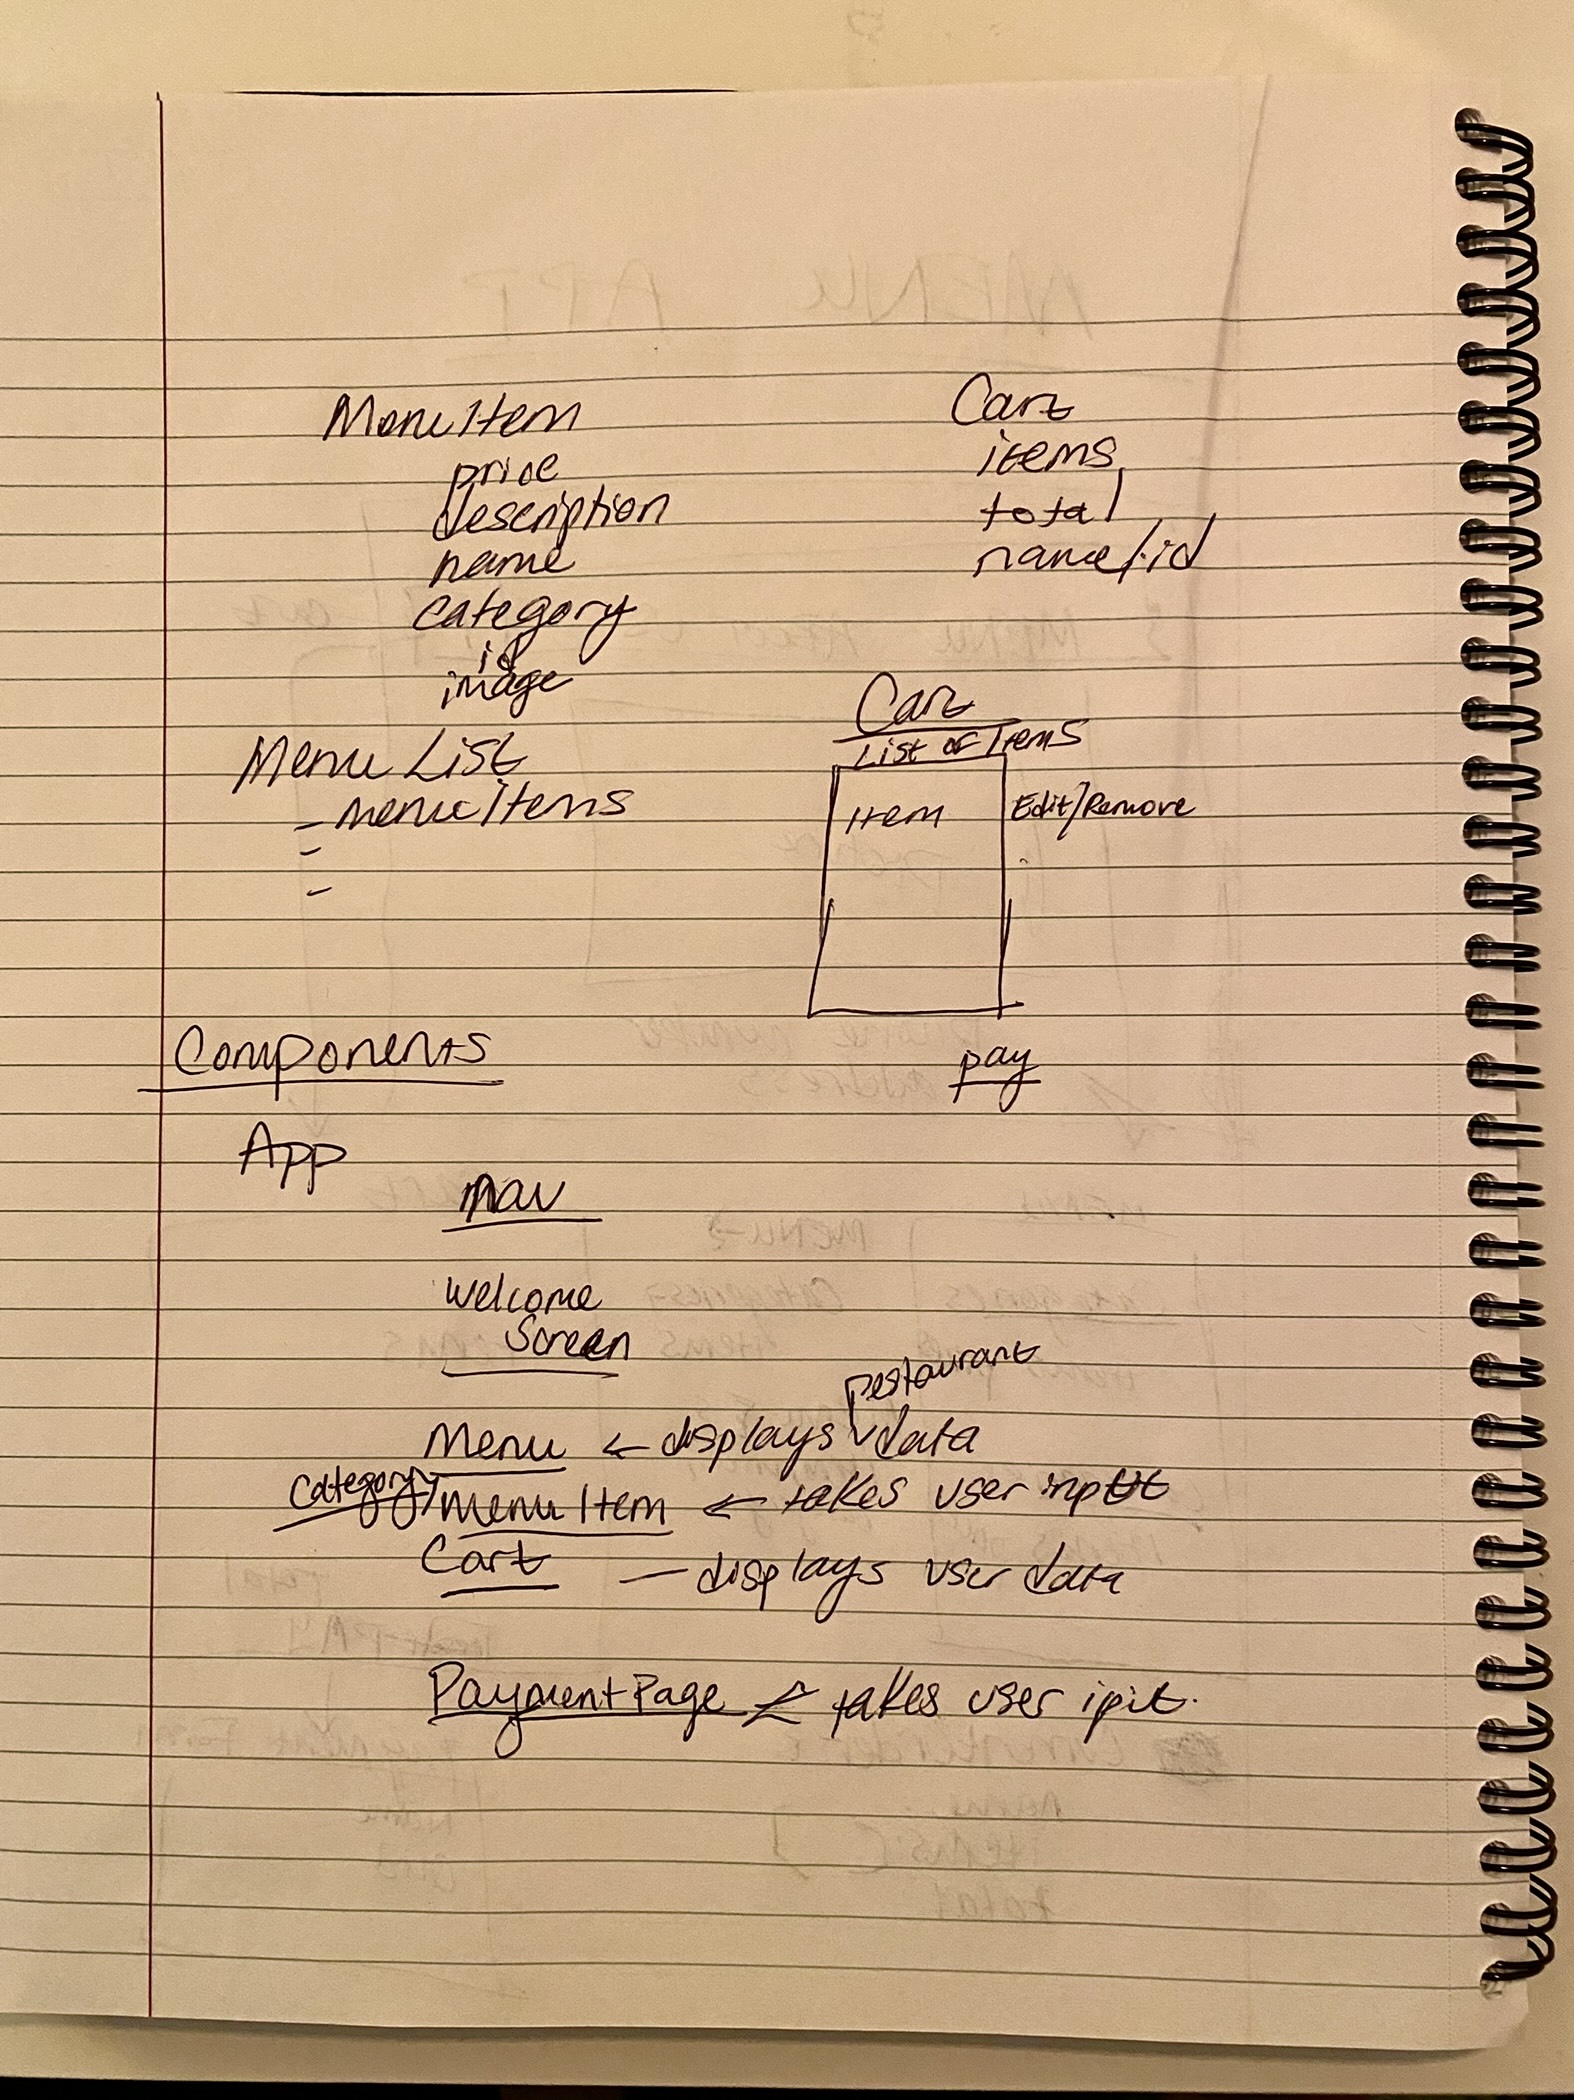 MenuItem
price
description
name
category
id
image
Cart
items
total
name/id
Menu List
- menuItems
-
-
Cart
List of Items
Item
Edit/Remove
pay
Components
App
nav
Welcome
Screen
restaurant
Menu ← displays data
Category Menu Item ← takes user input
Cart — displays user data
PaymentPage ← takes user ipit.